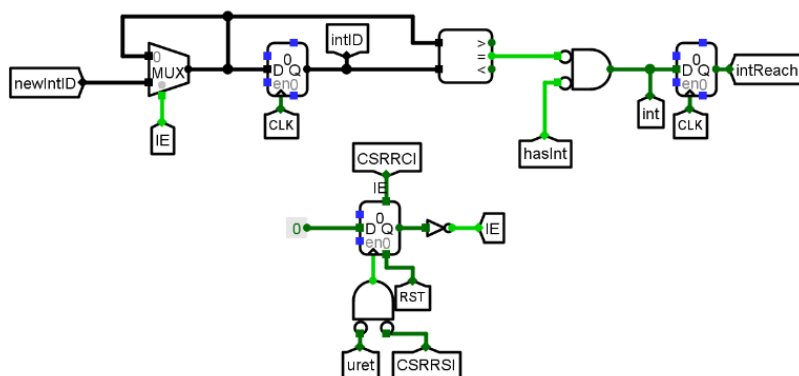 intID
0
MUX
newIntID
0
D Q
en0
>
=
<
0
D Q
en0
intReach
IE
CLK
hasInt
int
CLK
CSRRCI
IE
0
0
D Q
en0
IE
RST
uret
CSRRSI